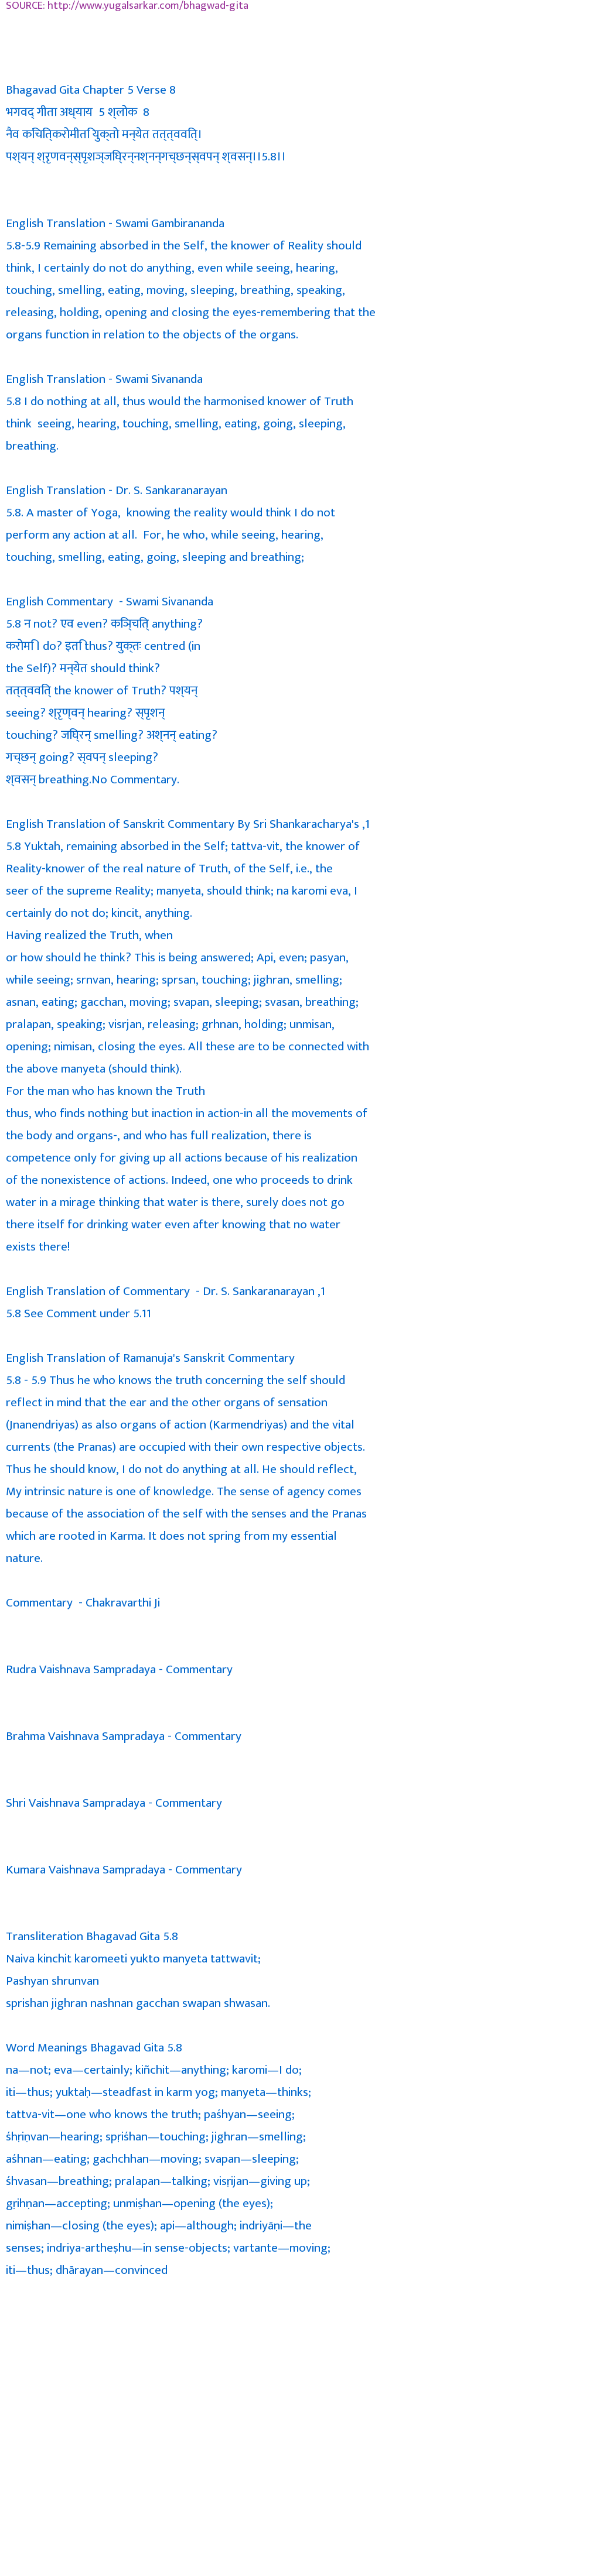 SOURCE: http://www.yugalsarkar.com/bhagwad-gita
Bhagavad Gita Chapter 5 Verse 8
भगवद् गीता अध्याय 5 श्लोक 8
नैव किंचित्करोमीति युक्तो मन्येत तत्त्ववित्।
पश्यन् श्रृणवन्स्पृशञ्जघि्रन्नश्नन्गच्छन्स्वपन् श्वसन्।।5.8।।
English Translation - Swami Gambirananda
5.8-5.9 Remaining absorbed in the Self, the knower of Reality should
think, I certainly do not do anything, even while seeing, hearing,
touching, smelling, eating, moving, sleeping, breathing, speaking,
releasing, holding, opening and closing the eyes-remembering that the
organs function in relation to the objects of the organs.
English Translation - Swami Sivananda
5.8 I do nothing at all, thus would the harmonised knower of Truth
think seeing, hearing, touching, smelling, eating, going, sleeping,
breathing.
English Translation - Dr. S. Sankaranarayan
5.8. A master of Yoga, knowing the reality would think I do not
perform any action at all. For, he who, while seeing, hearing,
touching, smelling, eating, going, sleeping and breathing;
English Commentary - Swami Sivananda
5.8 न not? एव even? कञ्चित् anything?
करोमि I do? इति thus? युक्तः centred (in
the Self)? मन्येत should think?
तत्त्ववित् the knower of Truth? पश्यन्
seeing? श्रृण्वन् hearing? स्पृशन्
touching? जघि्रन् smelling? अश्नन् eating?
गच्छन् going? स्वपन् sleeping?
श्वसन् breathing.No Commentary.
English Translation of Sanskrit Commentary By Sri Shankaracharya's ,1
5.8 Yuktah, remaining absorbed in the Self; tattva-vit, the knower of
Reality-knower of the real nature of Truth, of the Self, i.e., the
seer of the supreme Reality; manyeta, should think; na karomi eva, I
certainly do not do; kincit, anything.
Having realized the Truth, when
or how should he think? This is being answered; Api, even; pasyan,
while seeing; srnvan, hearing; sprsan, touching; jighran, smelling;
asnan, eating; gacchan, moving; svapan, sleeping; svasan, breathing;
pralapan, speaking; visrjan, releasing; grhnan, holding; unmisan,
opening; nimisan, closing the eyes. All these are to be connected with
the above manyeta (should think).
For the man who has known the Truth
thus, who finds nothing but inaction in action-in all the movements of
the body and organs-, and who has full realization, there is
competence only for giving up all actions because of his realization
of the nonexistence of actions. Indeed, one who proceeds to drink
water in a mirage thinking that water is there, surely does not go
there itself for drinking water even after knowing that no water
exists there!
English Translation of Commentary - Dr. S. Sankaranarayan ,1
5.8 See Comment under 5.11
English Translation of Ramanuja's Sanskrit Commentary
5.8 - 5.9 Thus he who knows the truth concerning the self should
reflect in mind that the ear and the other organs of sensation
(Jnanendriyas) as also organs of action (Karmendriyas) and the vital
currents (the Pranas) are occupied with their own respective objects.
Thus he should know, I do not do anything at all. He should reflect,
My intrinsic nature is one of knowledge. The sense of agency comes
because of the association of the self with the senses and the Pranas
which are rooted in Karma. It does not spring from my essential
nature.
Commentary - Chakravarthi Ji
Rudra Vaishnava Sampradaya - Commentary
Brahma Vaishnava Sampradaya - Commentary
Shri Vaishnava Sampradaya - Commentary
Kumara Vaishnava Sampradaya - Commentary
Transliteration Bhagavad Gita 5.8
Naiva kinchit karomeeti yukto manyeta tattwavit;
Pashyan shrunvan
sprishan jighran nashnan gacchan swapan shwasan.
Word Meanings Bhagavad Gita 5.8
na—not; eva—certainly; kiñchit—anything; karomi—I do;
iti—thus; yuktaḥ—steadfast in karm yog; manyeta—thinks;
tattva-vit—one who knows the truth; paśhyan—seeing;
śhṛiṇvan—hearing; spṛiśhan—touching; jighran—smelling;
aśhnan—eating; gachchhan—moving; svapan—sleeping;
śhvasan—breathing; pralapan—talking; visṛijan—giving up;
gṛihṇan—accepting; unmiṣhan—opening (the eyes);
nimiṣhan—closing (the eyes); api—although; indriyāṇi—the
senses; indriya-artheṣhu—in sense-objects; vartante—moving;
iti—thus; dhārayan—convinced